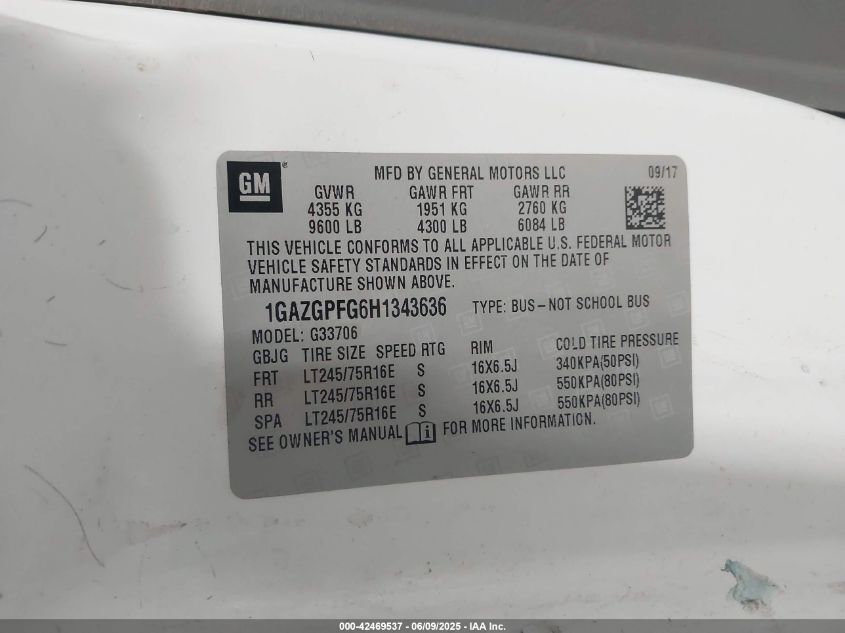 GM ® MFD BY GENERAL MOTORS LLC 09/17
GVWR GAWR FRT GAWR RR
4355 KG 1951 KG 2760 KG
9600 LB 4300 LB 6084 LB
THIS VEHICLE CONFORMS TO ALL APPLICABLE U.S. FEDERAL MOTOR
VEHICLE SAFETY STANDARDS IN EFFECT ON THE DATE OF
MANUFACTURE SHOWN ABOVE.
1GAZGPFG6H1343636 TYPE: BUS–NOT SCHOOL BUS
MODEL: G33706
GBJG TIRE SIZE SPEED RTG RIM COLD TIRE PRESSURE
FRT LT245/75R16E S 16X6.5J 340KPA(50PSI)
RR LT245/75R16E S 16X6.5J 550KPA(80PSI)
SPA LT245/75R16E S 16X6.5J 550KPA(80PSI)
SEE OWNER'S MANUAL FOR MORE INFORMATION.
000-42469537 - 06/09/2025 - IAA Inc.